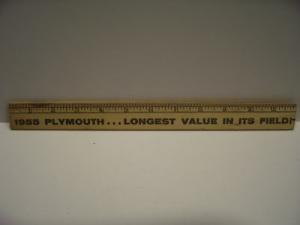 1955 PLYMOUTH... LONGEST VALUE IN ITS FIELD!